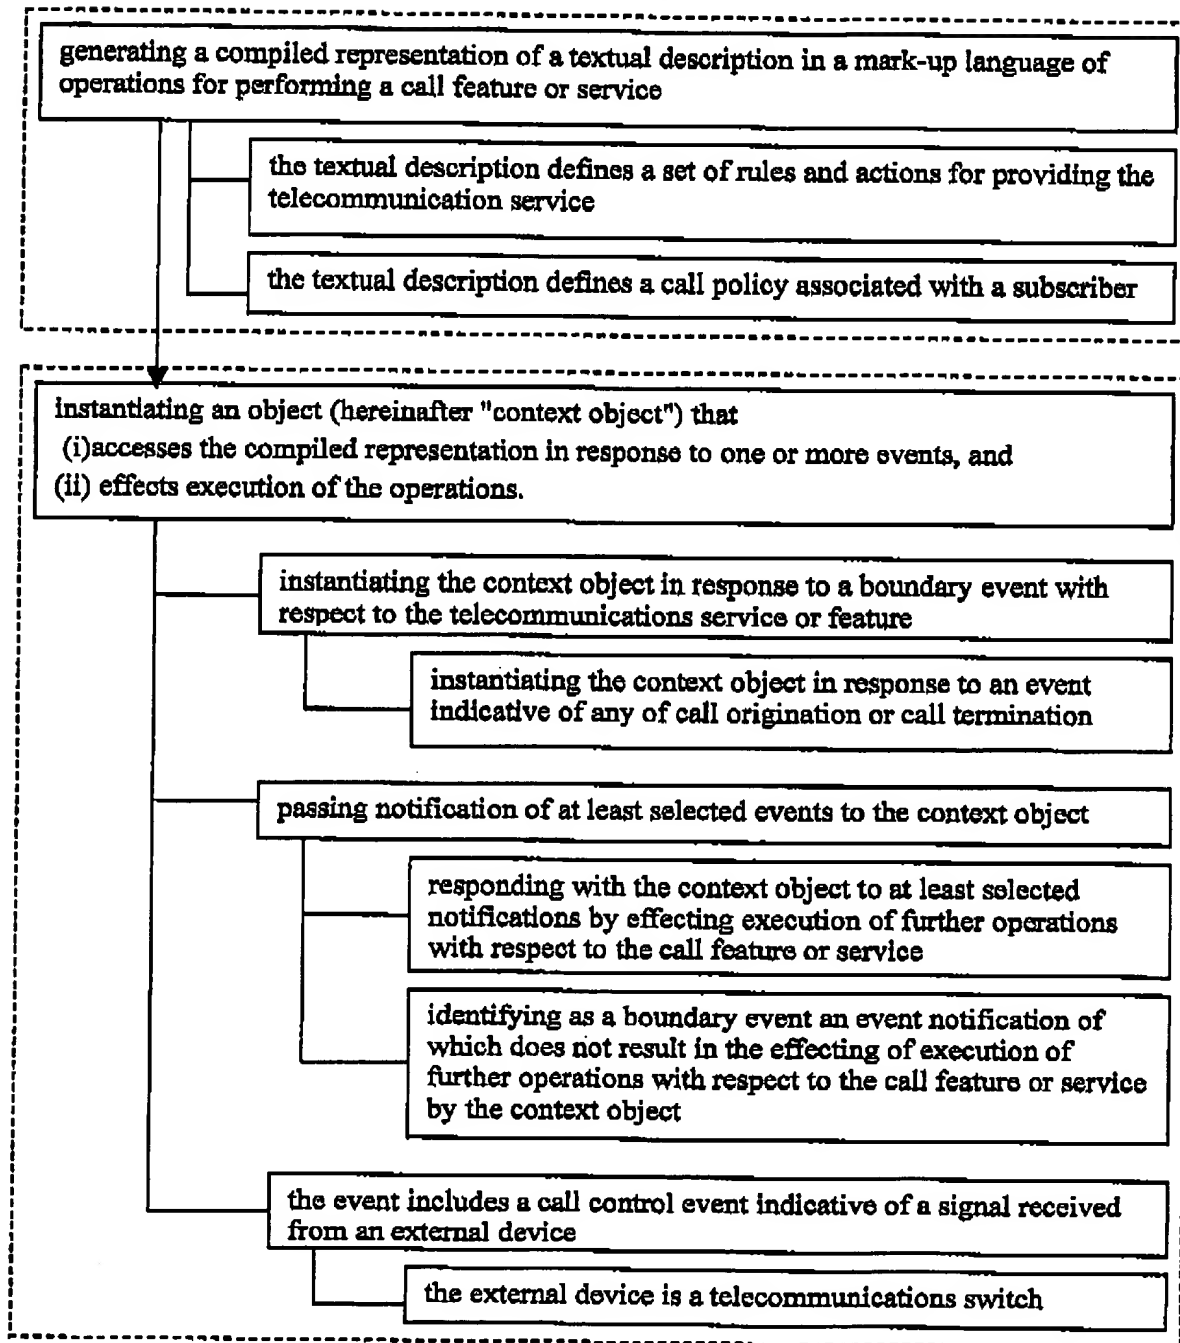 generating a compiled representation of a textual description in a mark-up language of
operations for performing a call feature or service
the textual description defines a set of rules and actions for providing the
telecommunication service
the textual description defines a call policy associated with a subscriber
instantiating an object (hereinafter "context object") that
(i)accesses the compiled representation in response to one or more events, and
(ii) effects execution of the operations.
instantiating the context object in response to a boundary event with
respect to the telecommunications service or feature
instantiating the context object in response to an event
indicative of any of call origination or call termination
passing notification of at least selected events to the context object
responding with the context object to at least selected
notifications by effecting execution of further operations
with respect to the call feature or service
identifying as a boundary event an event notification of
which does not result in the effecting of execution of
further operations with respect to the call feature or service
by the context object
the event includes a call control event indicative of a signal received
from an external device
the external device is a telecommunications switch